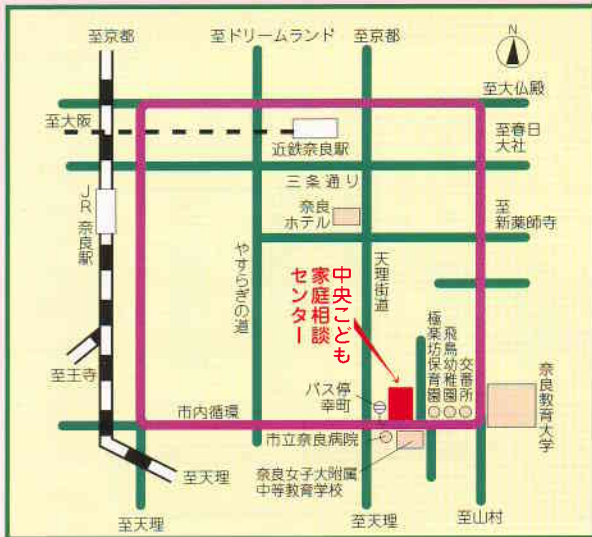 至京都
至ドリームランド
至京都
N
至大仏殿
至大阪
近鉄奈良駅
至春日
大社
三条通り
JR奈良駅
奈良
ホテル
至
新薬師寺
やすらぎの道
天理街道
中央こども
家庭相談
センター
極楽坊保育園
飛鳥幼稚園
交番所
奈良教育大学
至王寺
バス停
幸町
市内循環
市立奈良病院
奈良女子大附属
中等教育学校
至天理
至天理
至天理
至山村